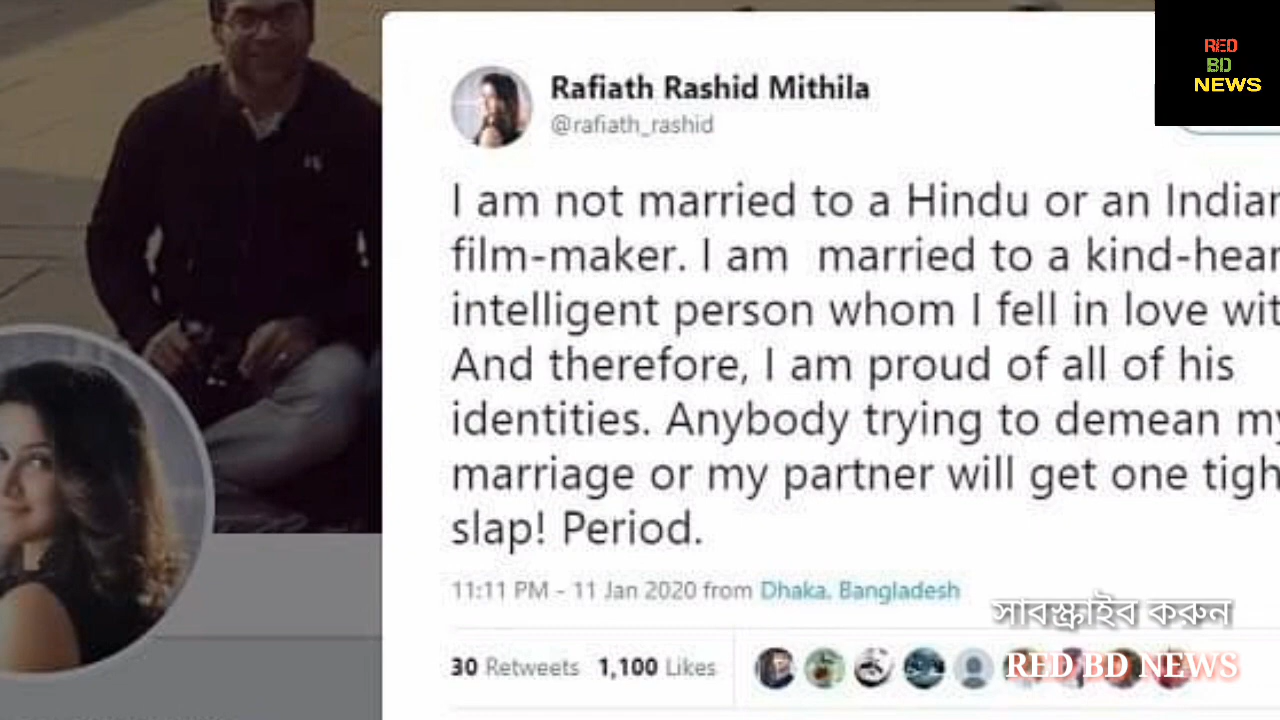 RED
BD
NEWS
Rafiath Rashid Mithila
@rafiath_rashid
I am not married to a Hindu or an Indian
film-maker. I am married to a kind-hear
intelligent person whom I fell in love wit
And therefore, I am proud of all of his
identities. Anybody trying to demean my
marriage or my partner will get one tigh
slap! Period.
11:11 PM - 11 Jan 2020 from Dhaka, Bangladesh
30 Retweets 1,100 Likes
সাবস্ক্রাইব করুন
RED BD NEWS